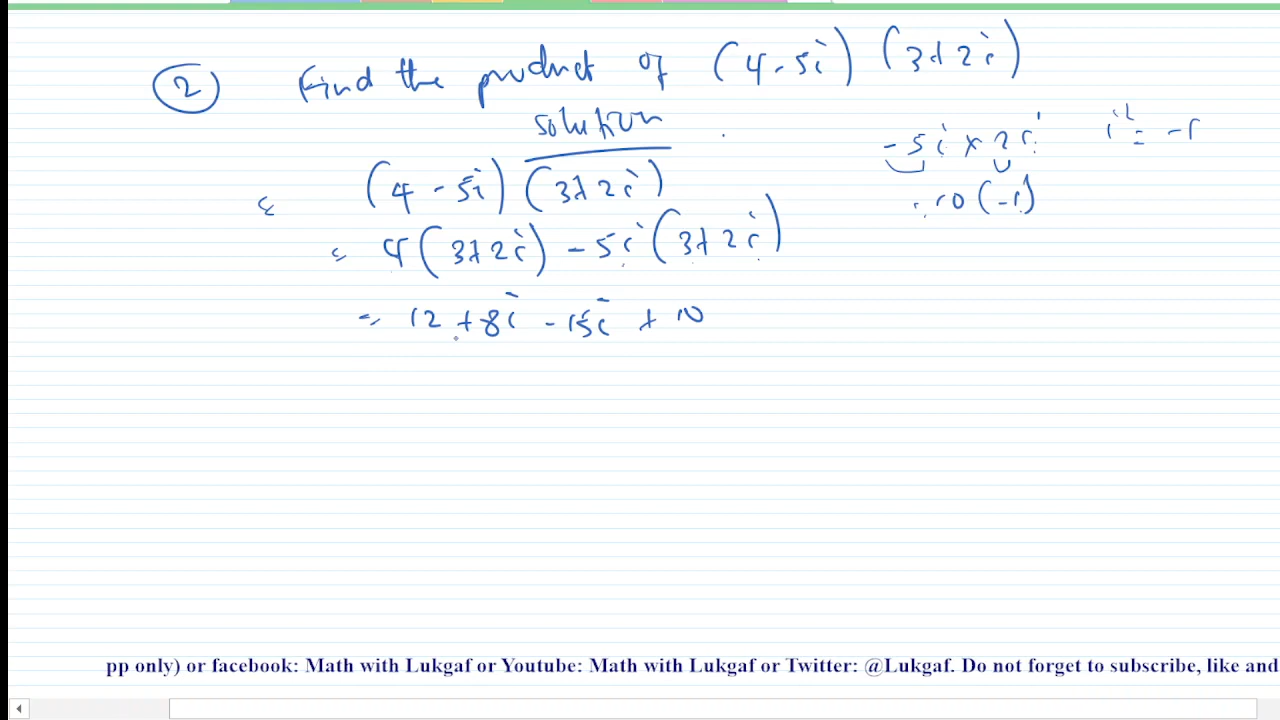 2 Find the product of (4-5i) (3+2i)
solution
-5i × 2i
i² = -1
(4 - 5i) (3+2i)
-10 (-1)
= 4(3+2i) - 5i(3+2i)
= 12 + 8i - 15i + 10
pp only) or facebook: Math with Lukgaf or Youtube: Math with Lukgaf or Twitter: @Lukgaf. Do not forget to subscribe, like and